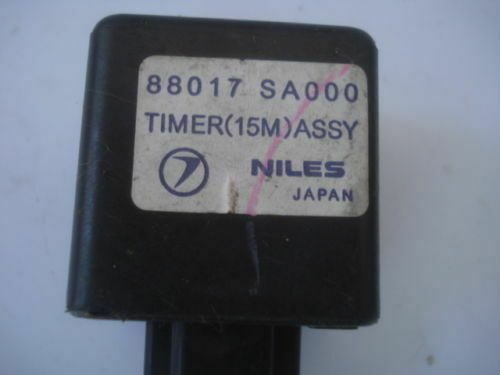 88017 SA000
TIMER(15M)ASSY
NILES
JAPAN